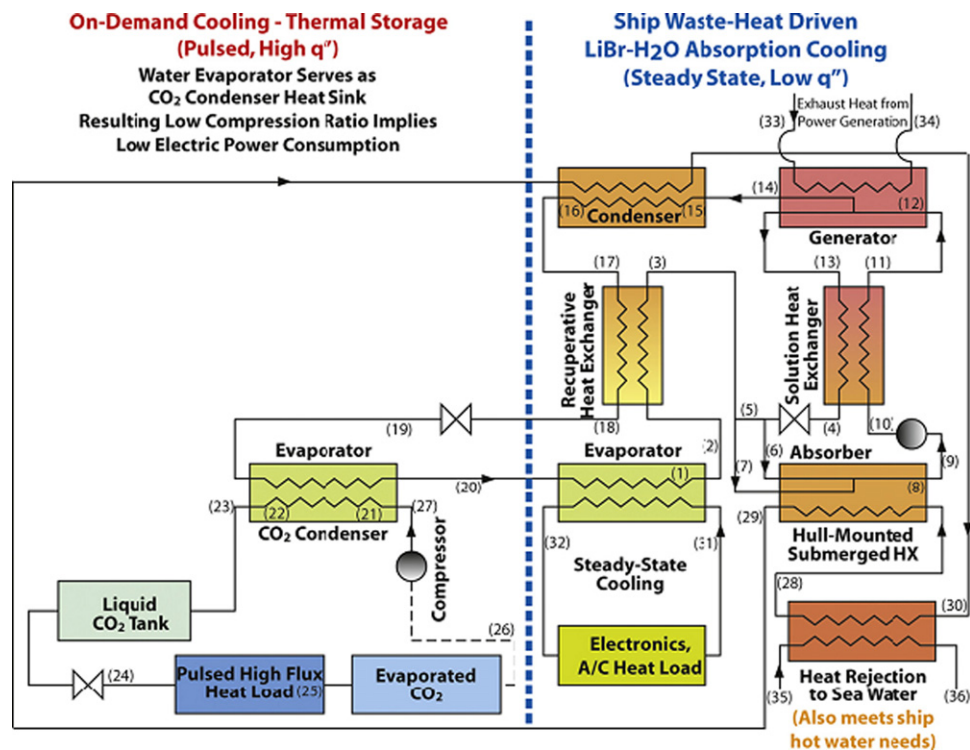 On-Demand Cooling - Thermal Storage
(Pulsed, High q")
Water Evaporator Serves as
CO₂ Condenser Heat Sink
Resulting Low Compression Ratio Implies
Low Electric Power Consumption
Ship Waste-Heat Driven
LiBr-H2O Absorption Cooling
(Steady State, Low q")
Exhaust Heat from
Power Generation
(33)
(34)
(16)
Condenser
(15)
(14)
(12)
Generator
(17)
(3)
(13)
(11)
Recuperative
Heat Exchanger
Solution Heat
Exchanger
(19)
(18)
(2)
(5)
(4)
(10)
(6)
(7)
(9)
Evaporator
(20)
(23)
(22)
(21)
(27)
CO₂ Condenser
Compressor
Evaporator
(1)
Absorber
(8)
(29)
Hull-Mounted
Submerged HX
(32)
(31)
Steady-State
Cooling
(28)
(30)
Liquid
CO₂ Tank
(26)
(24)
Pulsed High Flux
Heat Load
(25)
Evaporated
CO₂
Electronics,
A/C Heat Load
(35)
Heat Rejection
to Sea Water
(36)
(Also meets ship
hot water needs)